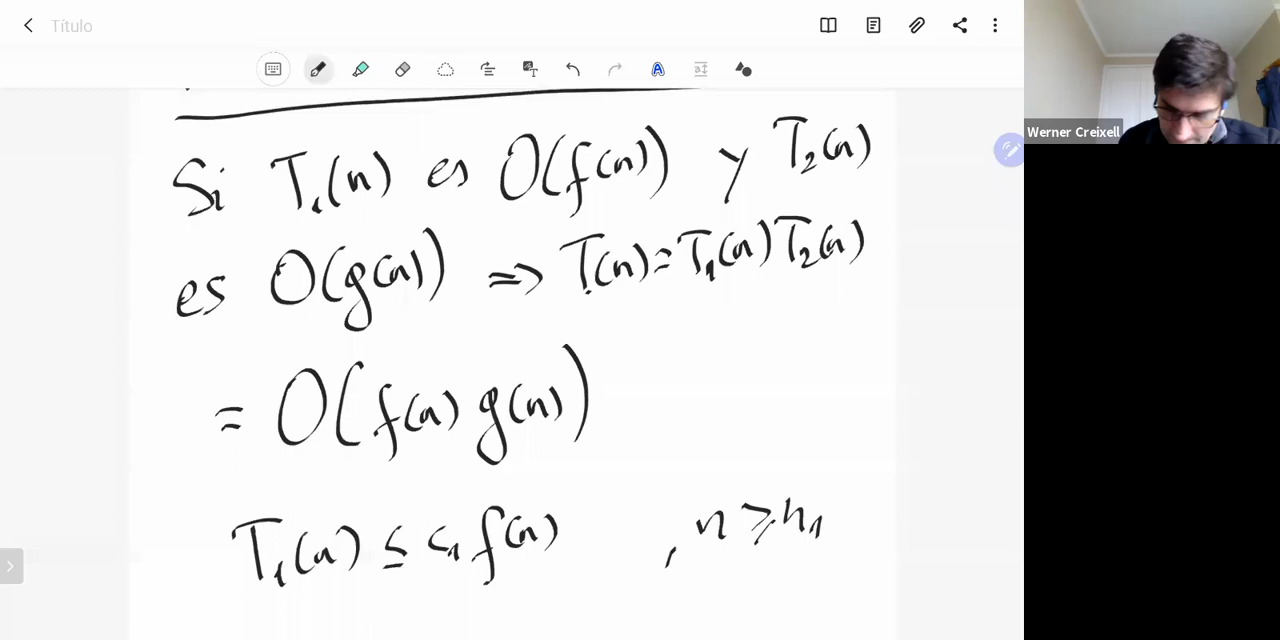 Título
Werner Creixell
Si T₁(n) es O(f(n)) y T₂(n)
es O(g(n)) => T(n) = T₁(n) T₂(n)
= O(f(n) g(n))
T₁(n) ≤ c₁ f(n) , n ≥ n₁